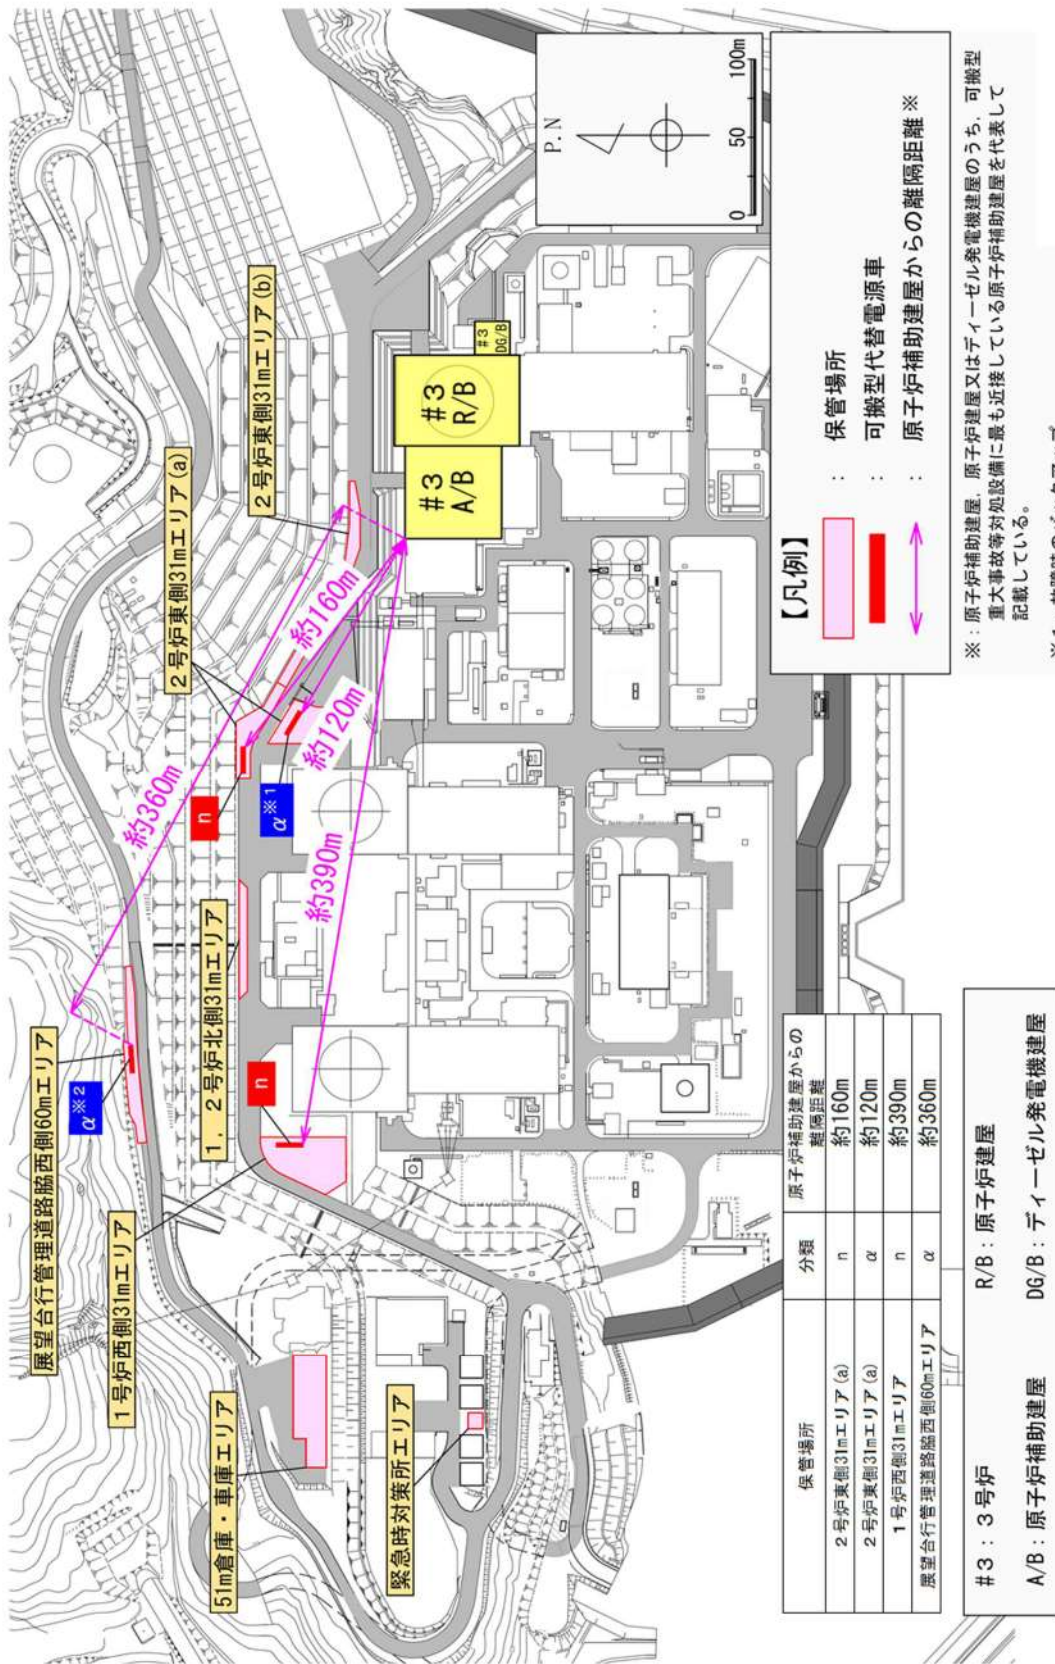 展望台行管理道路脇西側60mエリア
α※2
1号炉西側31mエリア
51m倉庫・車庫エリア
緊急時対策所エリア
1，2号炉北側31mエリア
n
n
α※1
2号炉東側31mエリア(a)
2号炉東側31mエリア(b)
約360m
約160m
約120m
約390m
#3
A/B
#3
R/B
#3
DG/B
P.N
0 50 100m
【凡例】
： 保管場所
： 可搬型代替電源車
： 原子炉補助建屋からの離隔距離※
※：原子炉補助建屋，原子炉建屋又はディーゼル発電機建屋のうち，可搬型
重大事故等対処設備に最も近接している原子炉補助建屋を代表して
記載している。
保管場所 分類 原子炉補助建屋からの
離隔距離
2号炉東側31mエリア(a) n 約160m
2号炉東側31mエリア(a) α 約120m
1号炉西側31mエリア n 約390m
展望台行管理道路脇西側60mエリア α 約360m
#3：3号炉 R/B：原子炉建屋
A/B：原子炉補助建屋 DG/B：ディーゼル発電機建屋